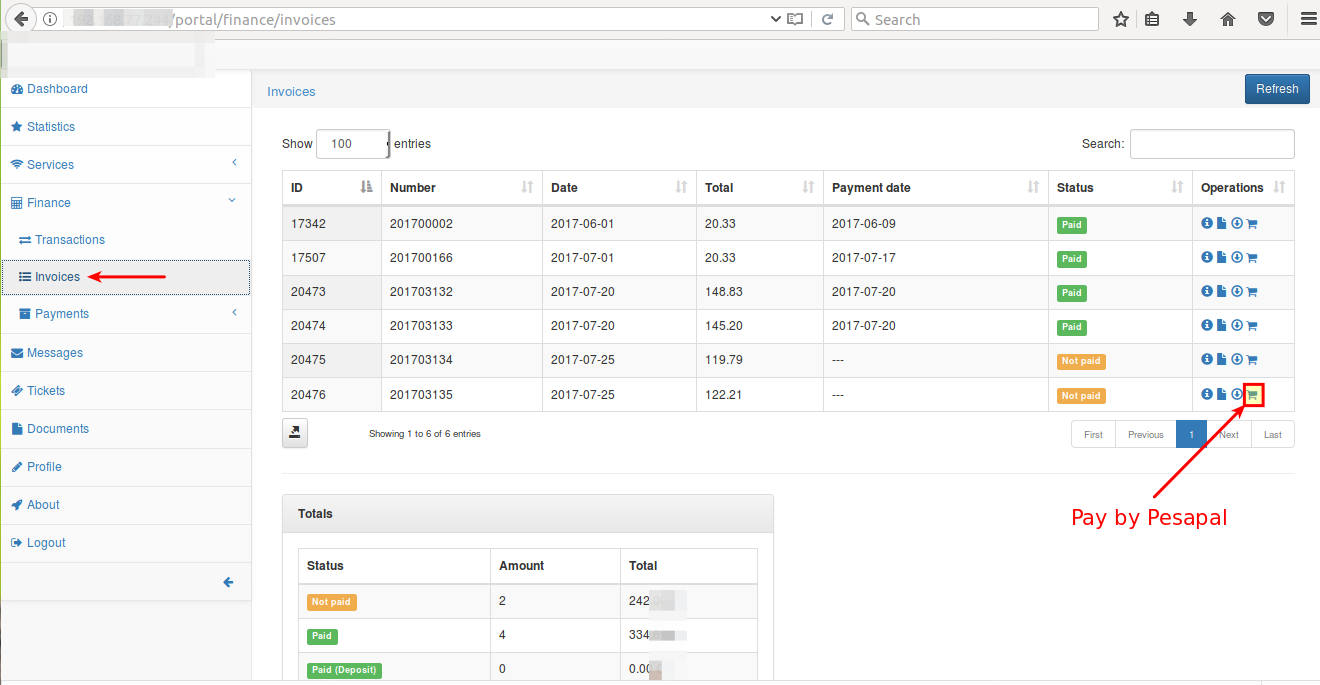 /portal/finance/invoices
Search
Dashboard
Statistics
Services
Finance
Transactions
Invoices
Payments
Messages
Tickets
Documents
Profile
About
Logout
Invoices
Refresh
Show 100 entries
Search:
ID Number Date Total Payment date Status Operations
17342 201700002 2017-06-01 20.33 2017-06-09 Paid
17507 201700166 2017-07-01 20.33 2017-07-17 Paid
20473 201703132 2017-07-20 148.83 2017-07-20 Paid
20474 201703133 2017-07-20 145.20 2017-07-20 Paid
20475 201703134 2017-07-25 119.79 --- Not paid
20476 201703135 2017-07-25 122.21 --- Not paid
Showing 1 to 6 of 6 entries
First Previous 1 Next Last
Pay by Pesapal
Totals
Status Amount Total
Not paid 2 242
Paid 4 334
Paid (Deposit) 0 0.00